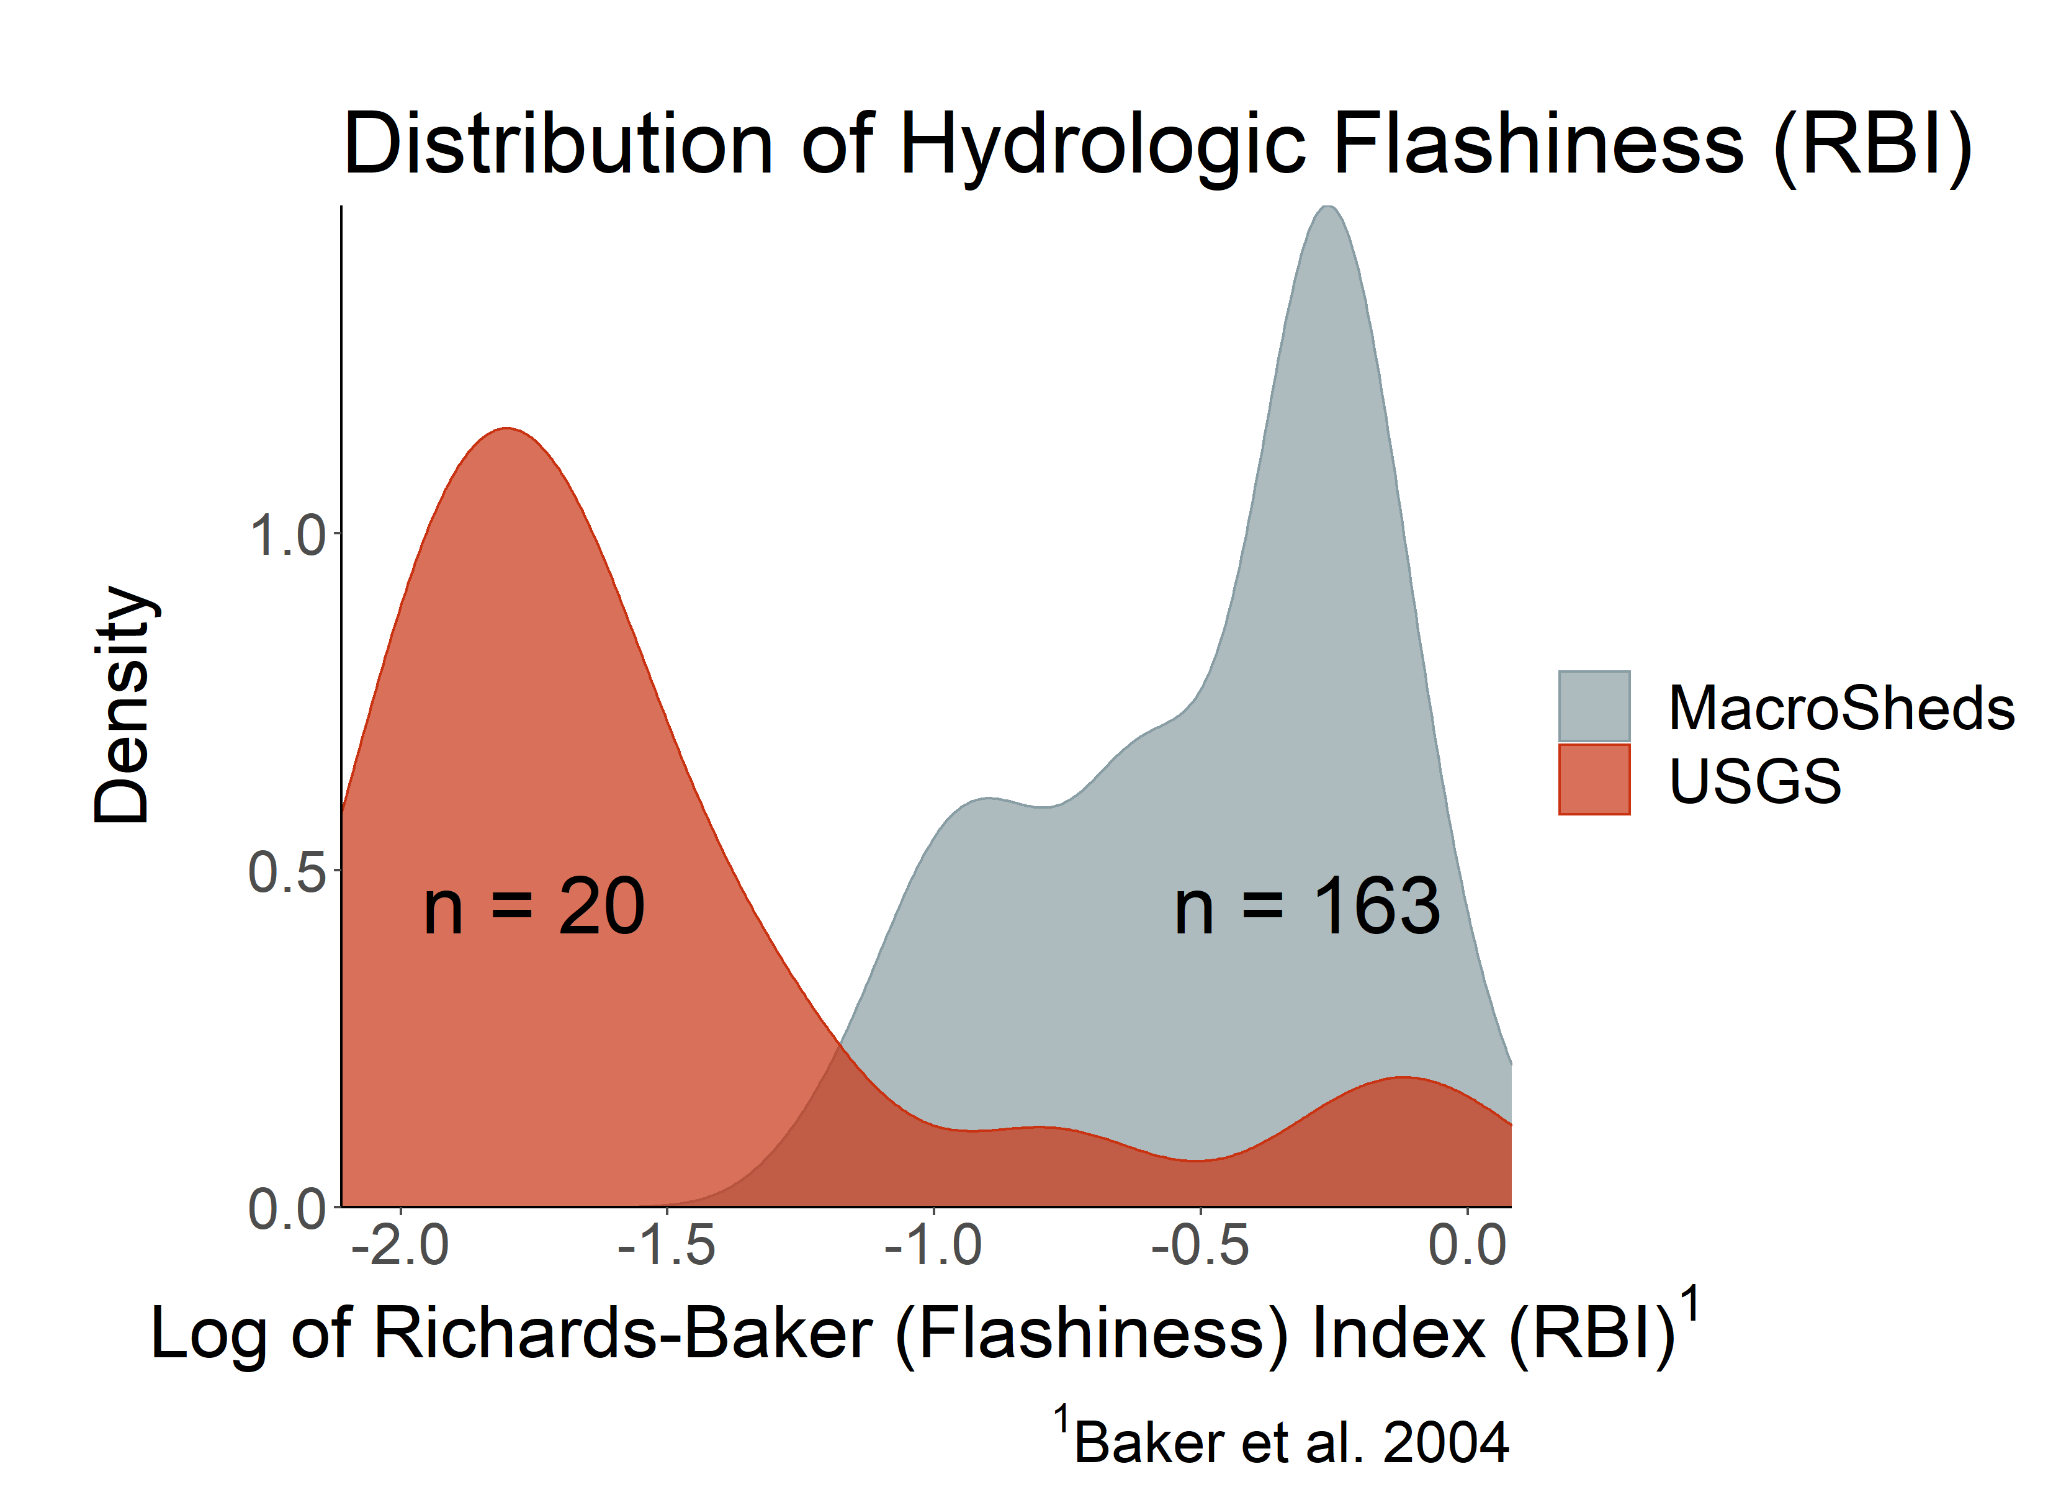 Distribution of Hydrologic Flashiness (RBI)
Density
1.0
0.5
0.0
n = 20
n = 163
MacroSheds
USGS
-2.0 -1.5 -1.0 -0.5 0.0
Log of Richards-Baker (Flashiness) Index (RBI)¹
¹Baker et al. 2004